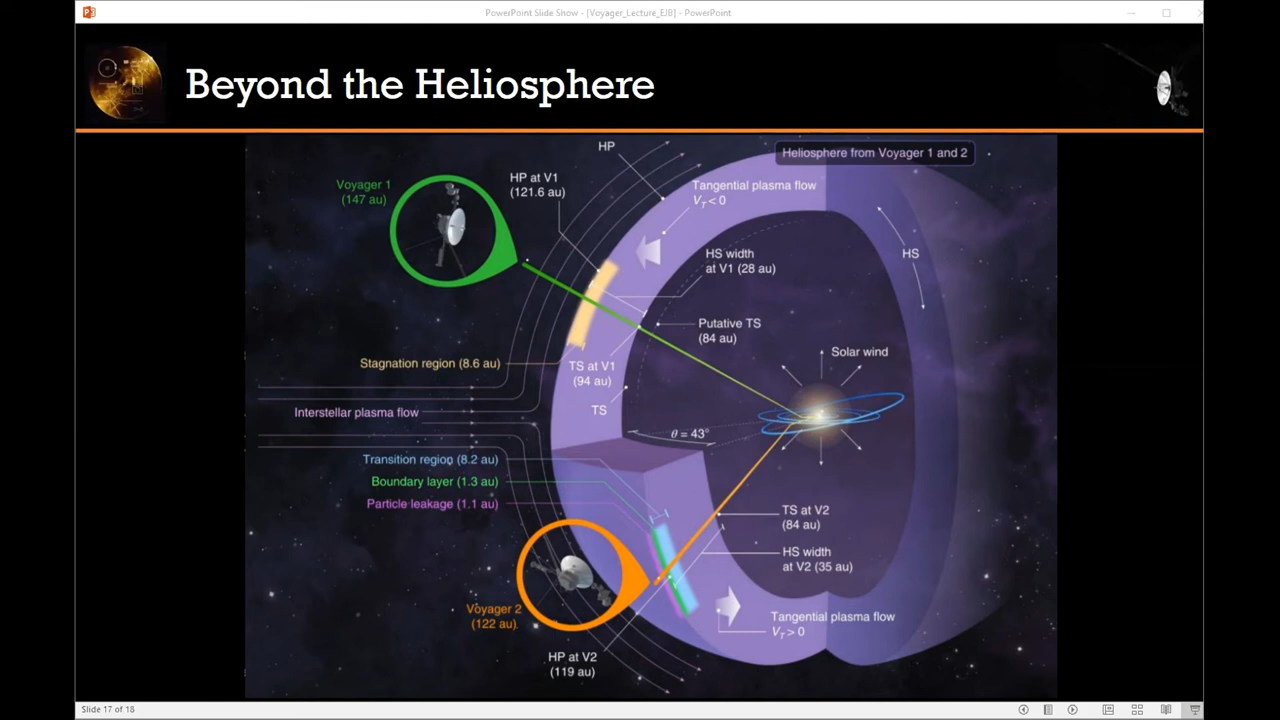 PowerPoint Slide Show - [Voyager_Lecture_EJB] - PowerPoint
Beyond the Heliosphere
HP
Heliosphere from Voyager 1 and 2
Voyager 1
(147 au)
HP at V1
(121.6 au)
Tangential plasma flow
V_T < 0
HS width
at V1 (28 au)
HS
Putative TS
(84 au)
Solar wind
Stagnation region (8.6 au)
TS at V1
(94 au)
TS
Interstellar plasma flow
θ = 43°
Transition region (8.2 au)
Boundary layer (1.3 au)
Particle leakage (1.1 au)
TS at V2
(84 au)
HS width
at V2 (35 au)
Voyager 2
(122 au)
Tangential plasma flow
V_T > 0
HP at V2
(119 au)
Slide 17 of 18